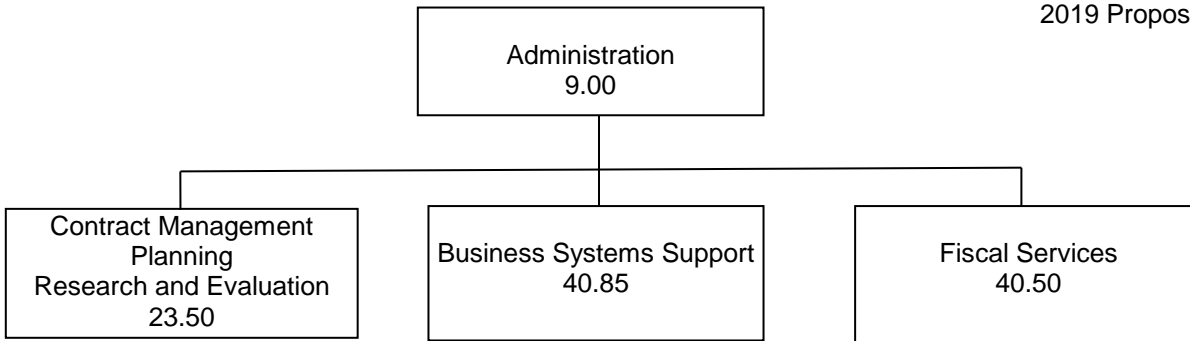 2019 Propos
Administration
9.00
Contract Management
Planning
Research and Evaluation
23.50
Business Systems Support
40.85
Fiscal Services
40.50